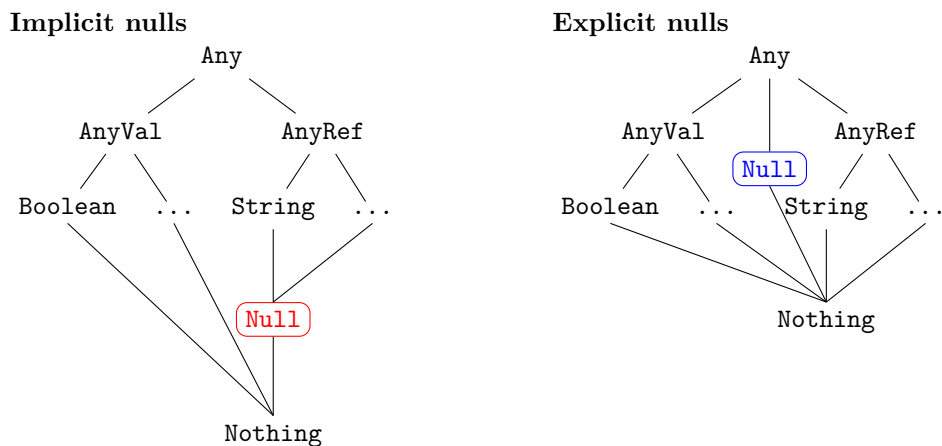 Implicit nulls
Any
AnyVal AnyRef
Boolean ... String ...
Null
Nothing
Explicit nulls
Any
AnyVal AnyRef
Null
Boolean ... String ...
Nothing